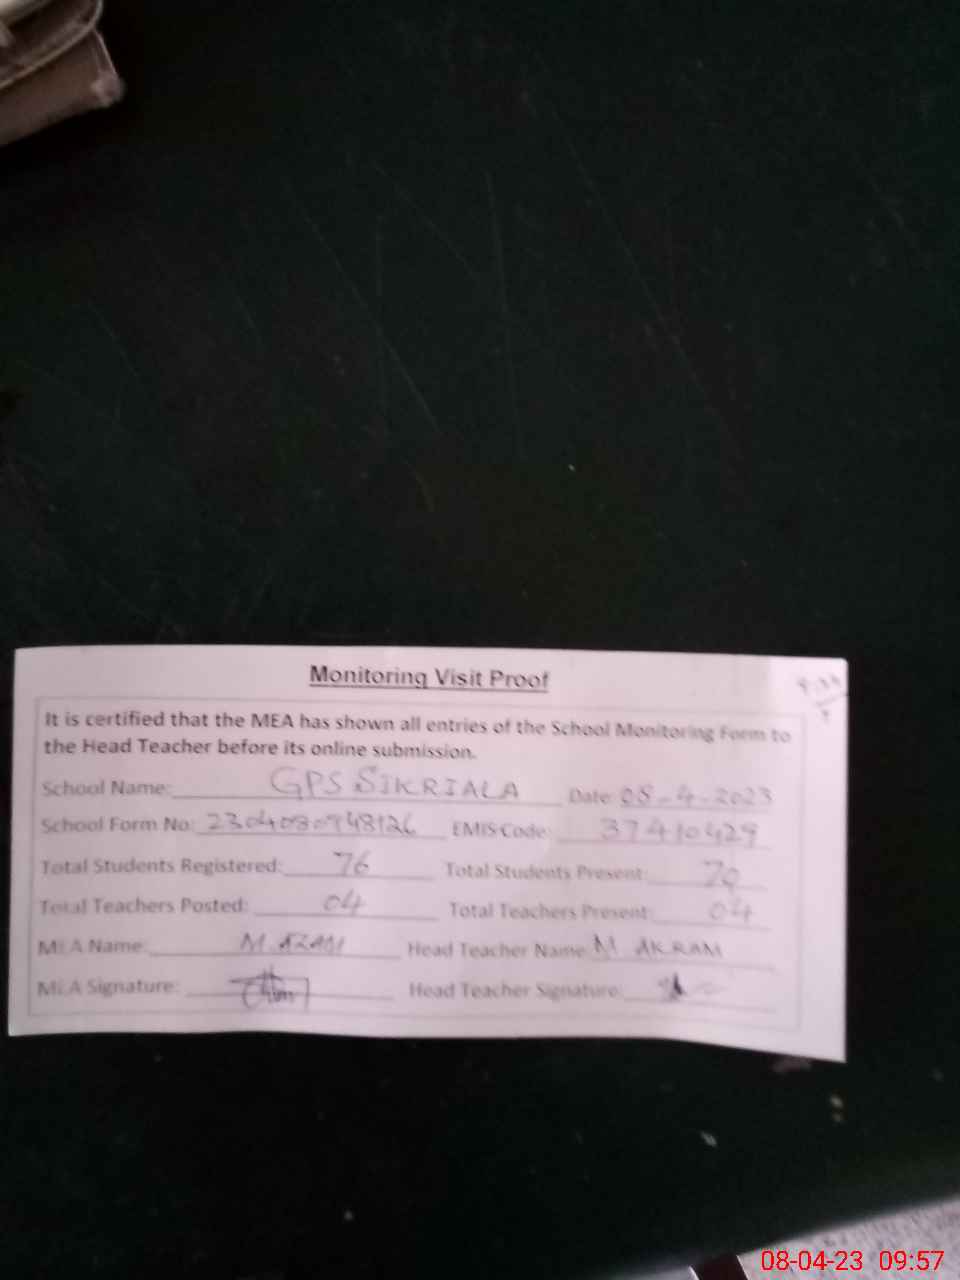 Monitoring Visit Proof
It is certified that the MEA has shown all entries of the School Monitoring Form to
the Head Teacher before its online submission.
School Name: GPS SIKRIALA Date: 08-4-2023
School Form No: 2304080948126 EMIS Code: 37410429
Total Students Registered: 76 Total Students Present: 70
Total Teachers Posted: 04 Total Teachers Present: 04
MEA Name: M. AZAM Head Teacher Name: M AKRAM
MEA Signature: Head Teacher Signature:
08-04-23 09:57